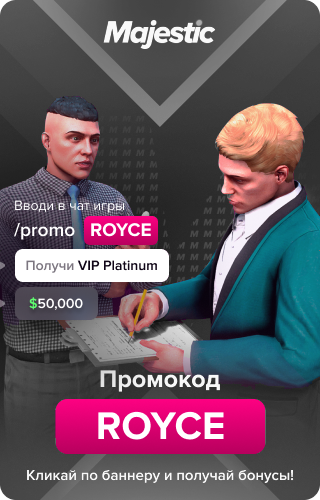 Majestic
Вводи в чат игры
/promo ROYCE
Получи VIP Platinum
$50,000
Промокод
ROYCE
Кликай по баннеру и получай бонусы!